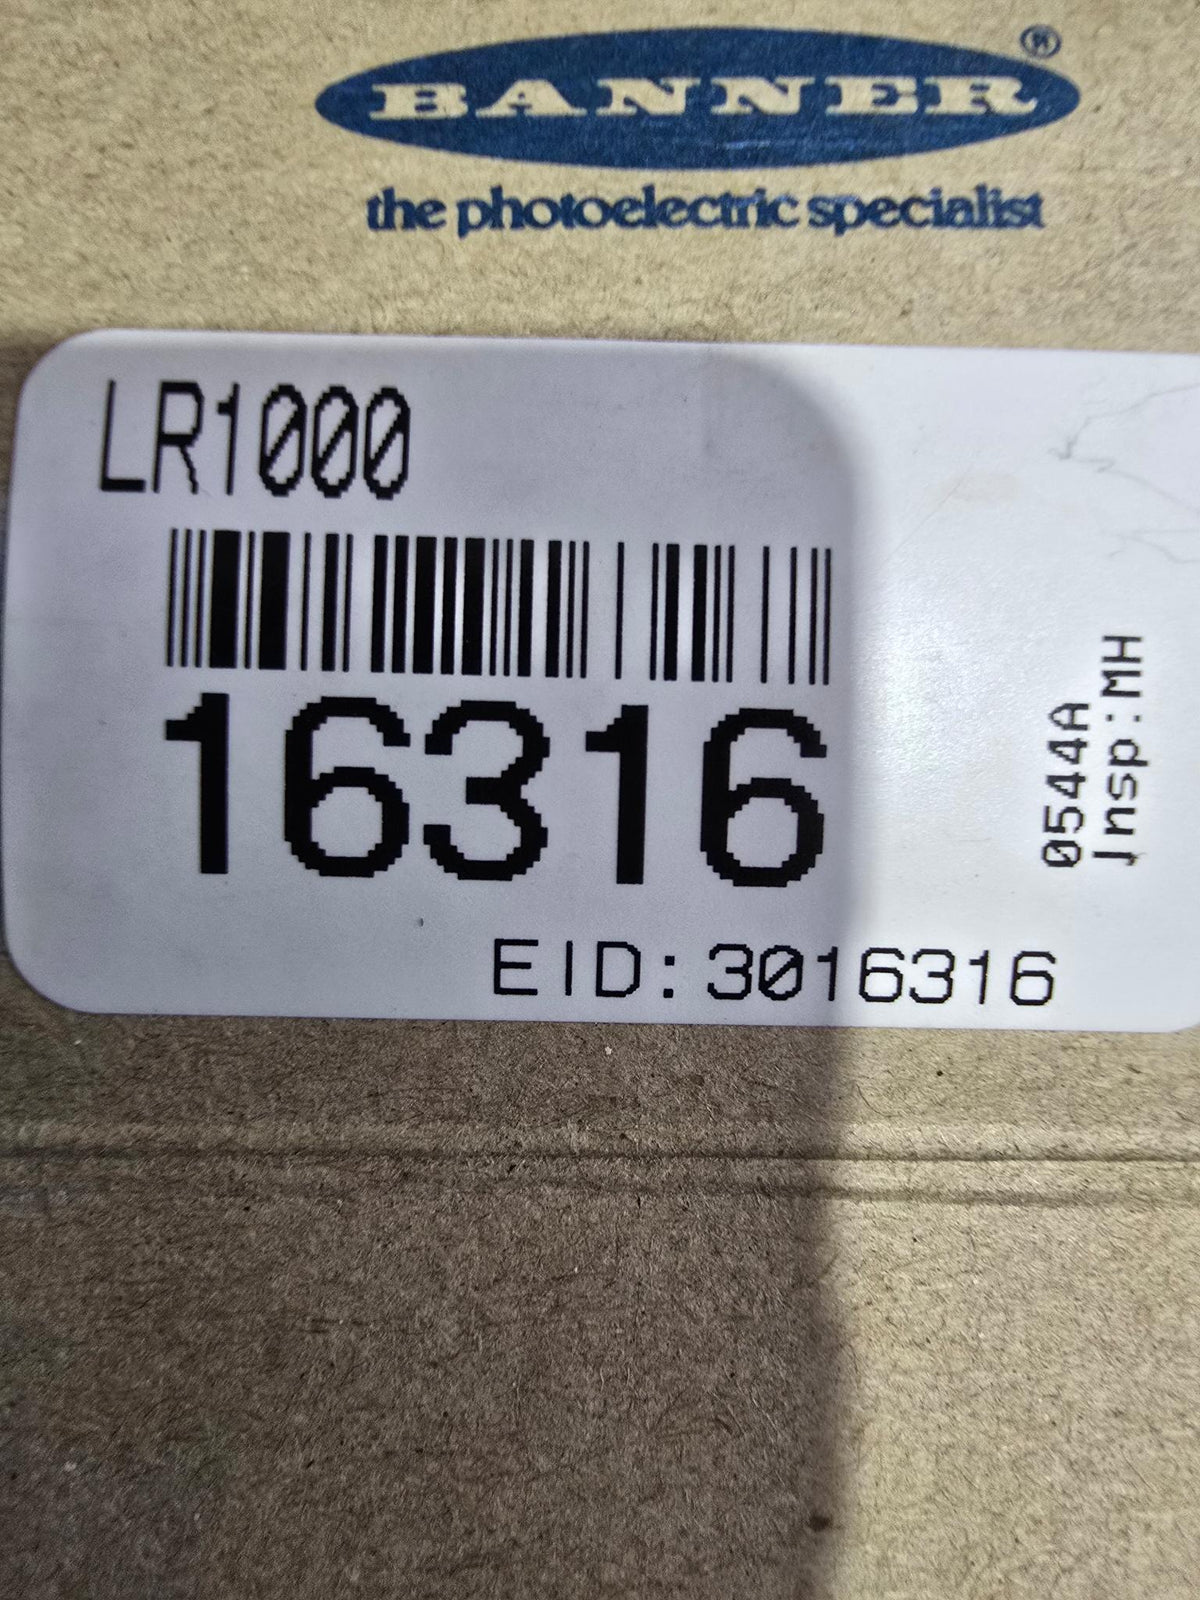 BANNER®
the photoelectric specialist
LR1000
16316
EID:3016316
0544A
Insp:MH